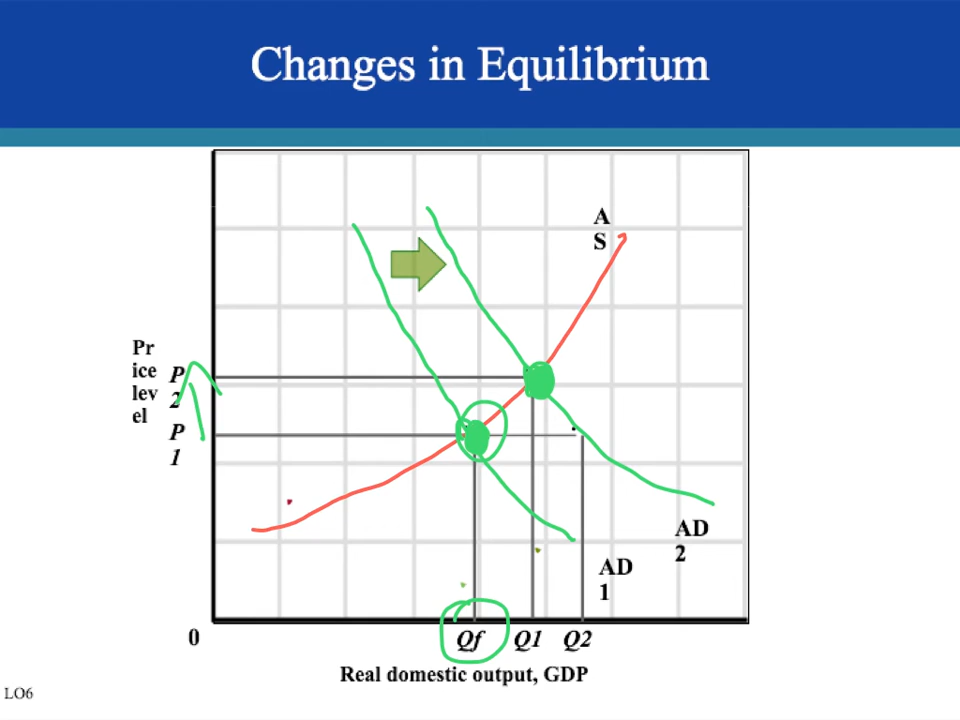 Changes in Equilibrium
A
S
Pr
ice
lev
el
P
2
P
1
AD
2
AD
1
0
Qf Q1 Q2
Real domestic output, GDP
LO6